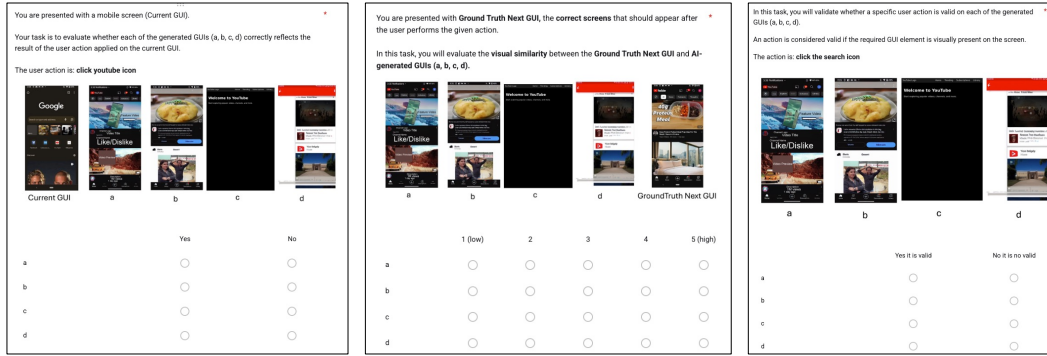 You are presented with a mobile screen (Current GUI). *
Your task is to evaluate whether each of the generated GUIs (a, b, c, d) correctly reflects the
result of the user action applied on the current GUI.
The user action is: click youtube icon
Google
Video Title
Like/Dislike
Welcome to YouTube
Current GUI
a
b
c
d
Yes
No
a
b
c
d
You are presented with Ground Truth Next GUI, the correct screens that should appear after *
the user performs the given action.
In this task, you will evaluate the visual similarity between the Ground Truth Next GUI and AI-
generated GUIs (a, b, c, d).
Video Title
Like/Dislike
Welcome to YouTube
a
b
c
d
GroundTruth Next GUI
1 (low)
2
3
4
5 (high)
a
b
c
d
In this task, you will validate whether a specific user action is valid on each of the generated *
GUIs (a, b, c, d).
An action is considered valid if the required GUI element is visually present on the screen.
The action is: click the search icon
Video Title
Like/Dislike
Welcome to YouTube
a
b
c
d
Yes it is valid
No it is no valid
a
b
c
d